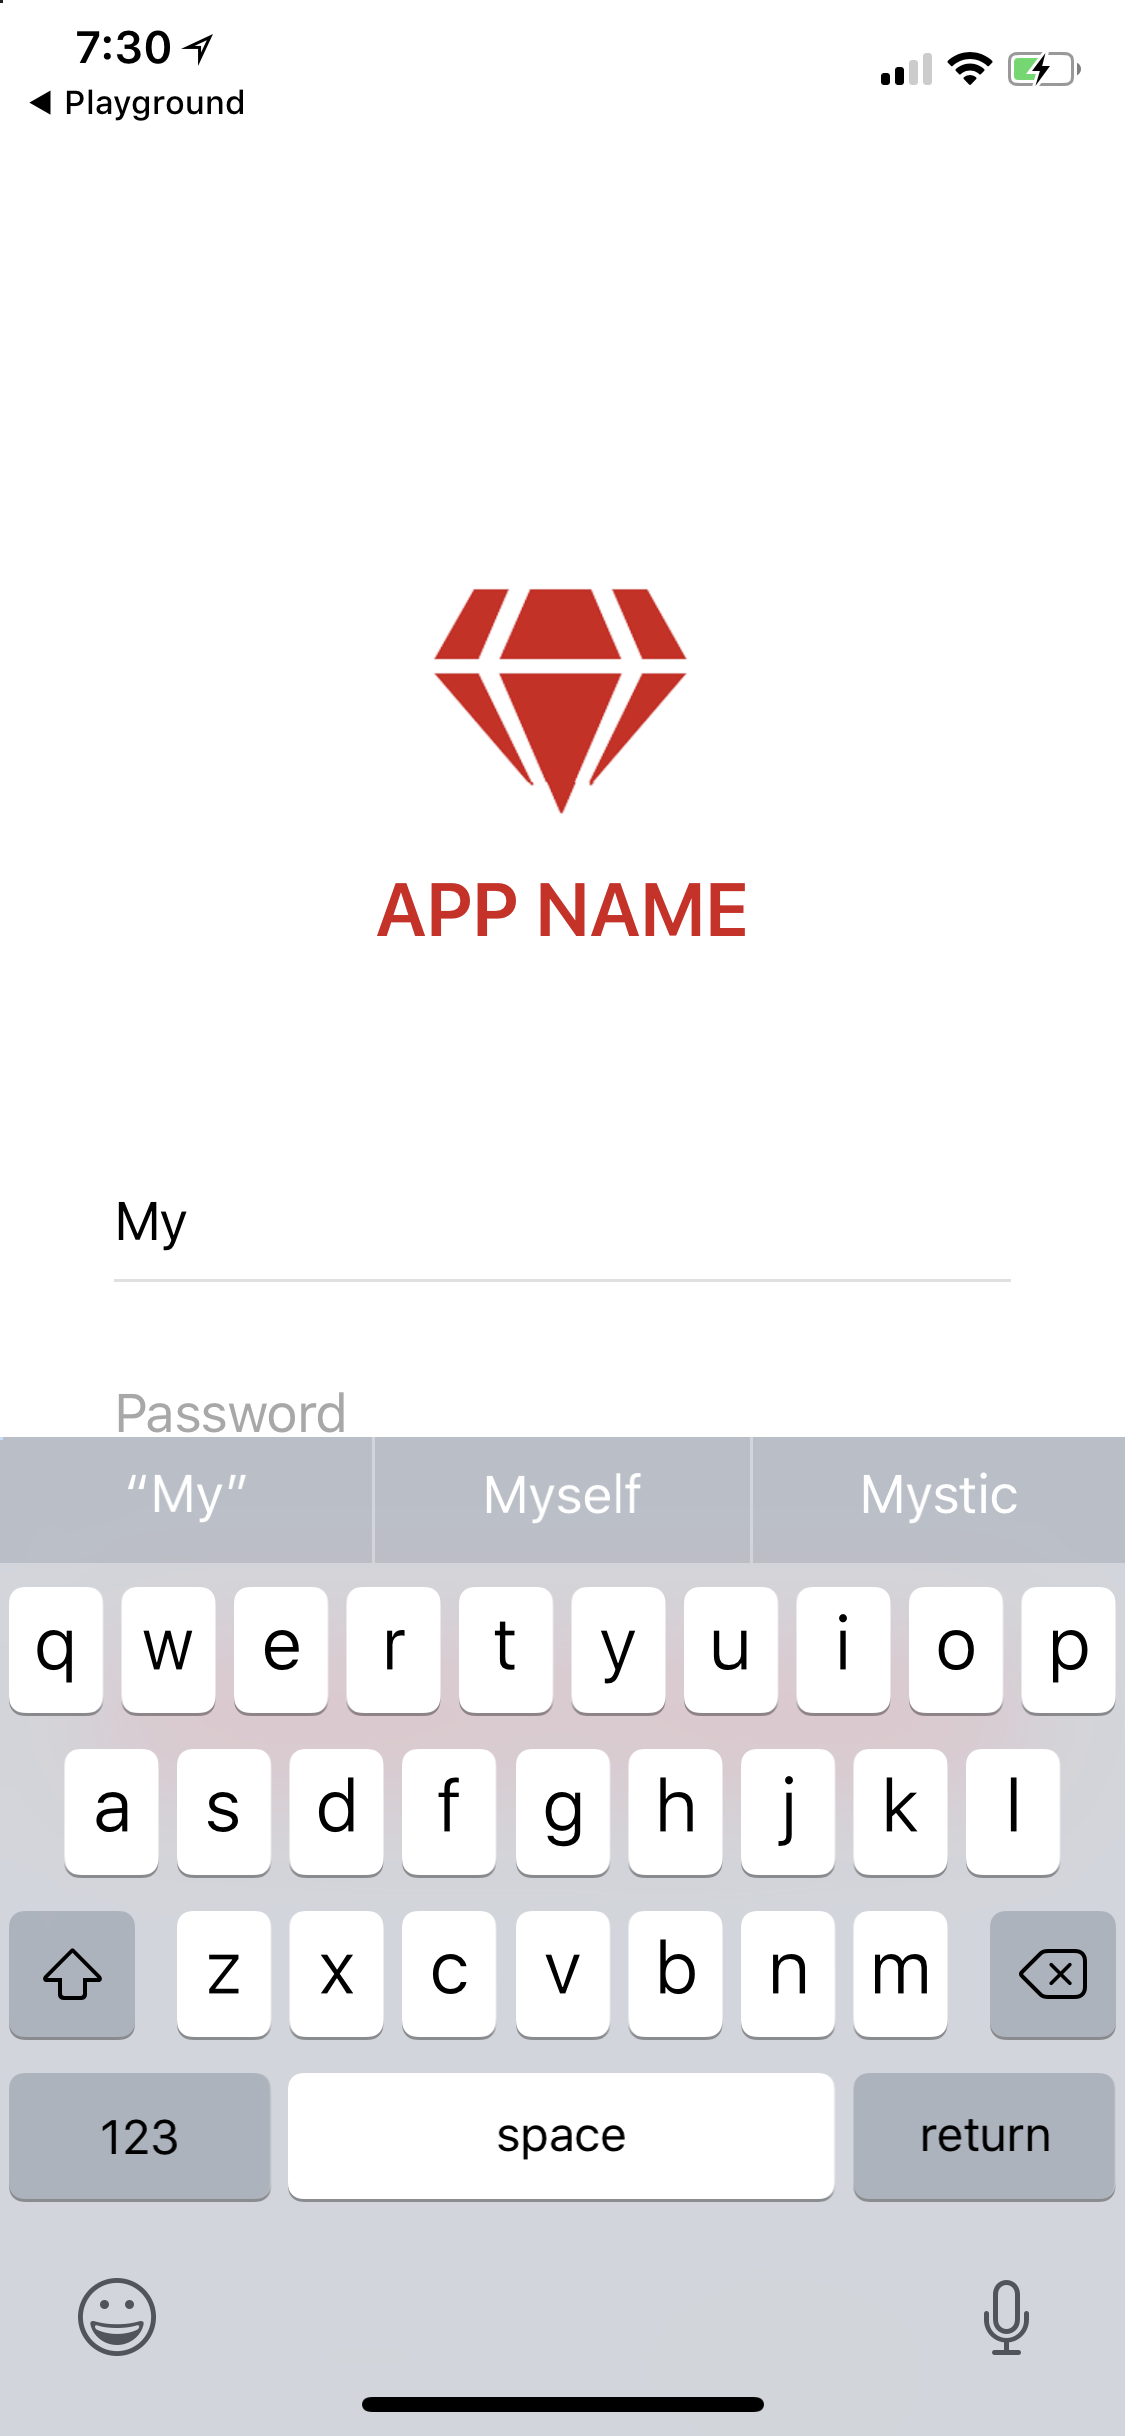 7:30
Playground
APP NAME
My
Password
“My” Myself Mystic
q w e r t y u i o p
a s d f g h j k l
z x c v b n m
123 space return